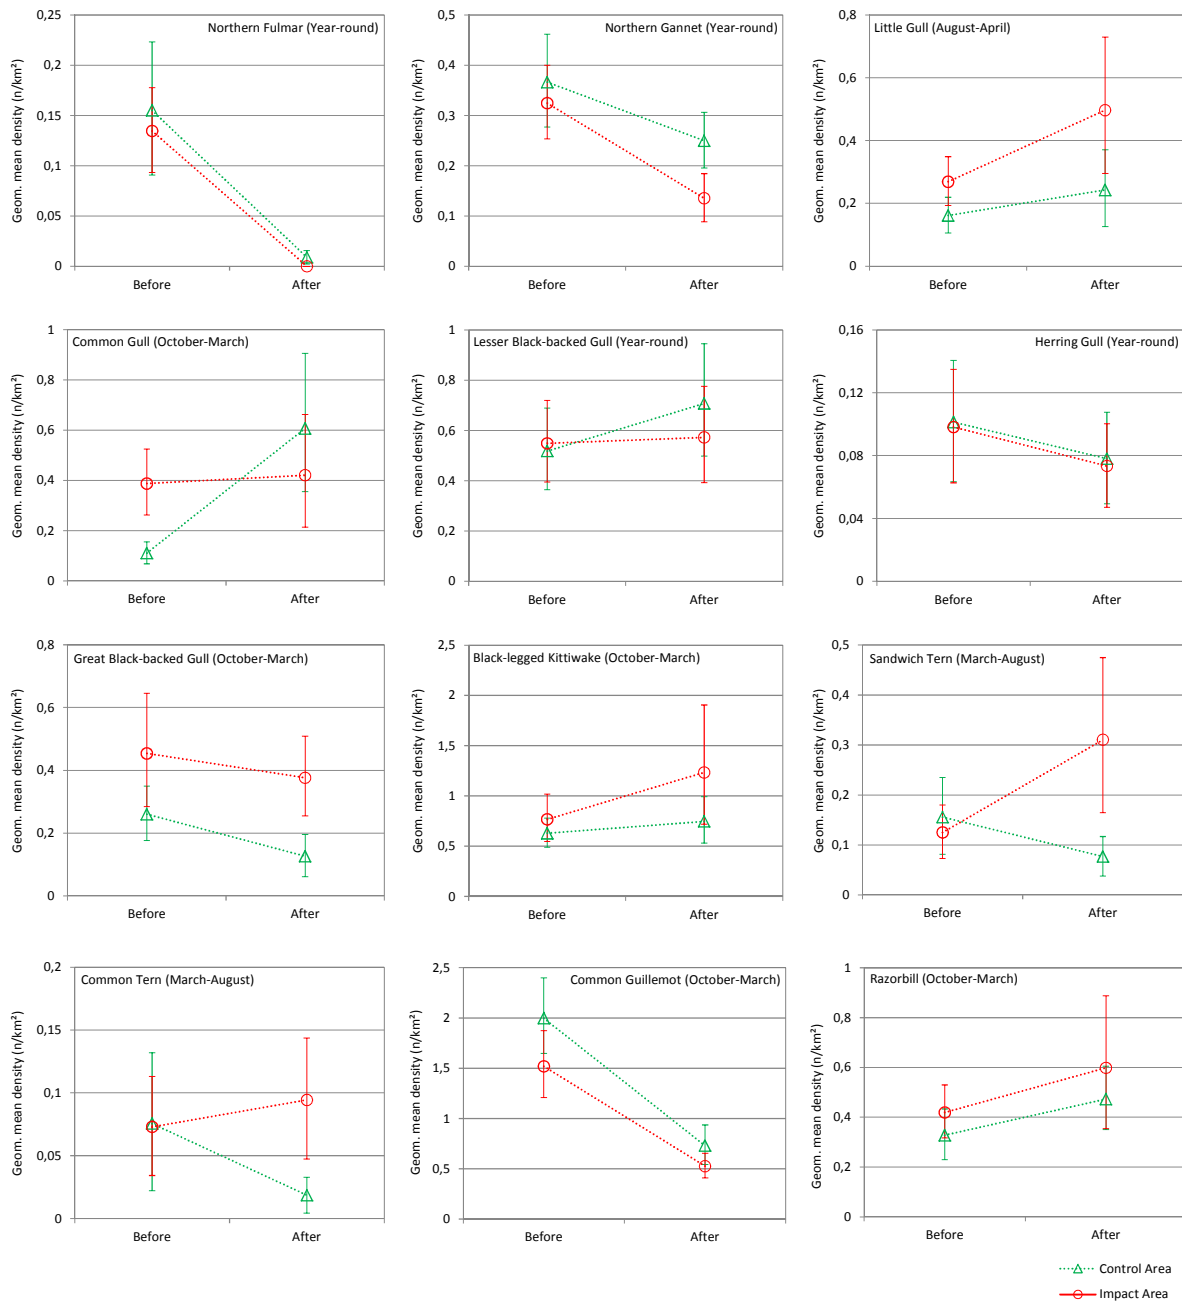 Northern Fulmar (Year-round)
Geom. mean density (n/km²)
0,25
0,2
0,15
0,1
0,05
0
Before
After
Northern Gannet (Year-round)
Geom. mean density (n/km²)
0,5
0,4
0,3
0,2
0,1
0
Before
After
Little Gull (August-April)
Geom. mean density (n/km²)
0,8
0,6
0,4
0,2
0
Before
After
Common Gull (October-March)
Geom. mean density (n/km²)
1
0,8
0,6
0,4
0,2
0
Before
After
Lesser Black-backed Gull (Year-round)
Geom. mean density (n/km²)
1
0,8
0,6
0,4
0,2
0
Before
After
Herring Gull (Year-round)
Geom. mean density (n/km²)
0,16
0,12
0,08
0,04
0
Before
After
Great Black-backed Gull (October-March)
Geom. mean density (n/km²)
0,8
0,6
0,4
0,2
0
Before
After
Black-legged Kittiwake (October-March)
Geom. mean density (n/km²)
2,5
2
1,5
1
0,5
0
Before
After
Sandwich Tern (March-August)
Geom. mean density (n/km²)
0,5
0,4
0,3
0,2
0,1
0
Before
After
Common Tern (March-August)
Geom. mean density (n/km²)
0,2
0,15
0,1
0,05
0
Before
After
Common Guillemot (October-March)
Geom. mean density (n/km²)
2,5
2
1,5
1
0,5
0
Before
After
Razorbill (October-March)
Geom. mean density (n/km²)
1
0,8
0,6
0,4
0,2
0
Before
After
Control Area
Impact Area